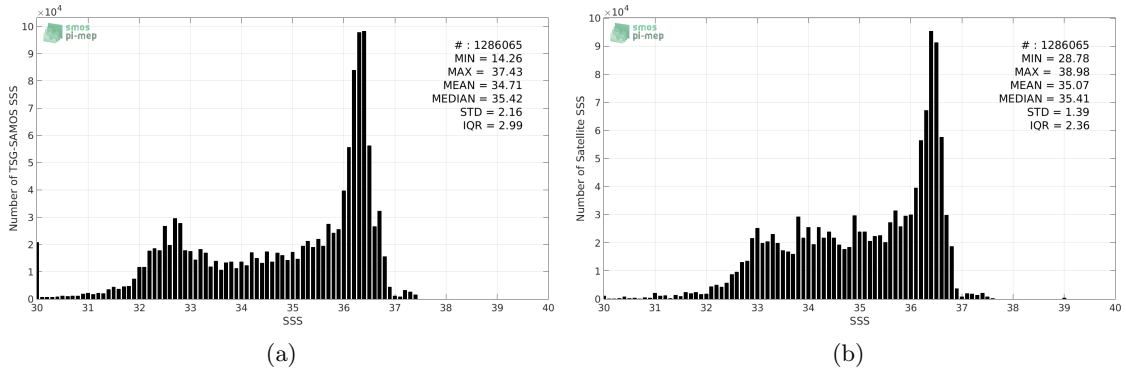 ×10⁴
smos
pi-mep
# : 1286065
MIN = 14.26
MAX = 37.43
MEAN = 34.71
MEDIAN = 35.42
STD = 2.16
IQR = 2.99
Number of TSG-SAMOS SSS
10
9
8
7
6
5
4
3
2
1
0
30 31 32 33 34 35 36 37 38 39 40
SSS
(a)
×10⁴
smos
pi-mep
# : 1286065
MIN = 28.78
MAX = 38.98
MEAN = 35.07
MEDIAN = 35.41
STD = 1.39
IQR = 2.36
Number of Satellite SSS
10
9
8
7
6
5
4
3
2
1
0
30 31 32 33 34 35 36 37 38 39 40
SSS
(b)